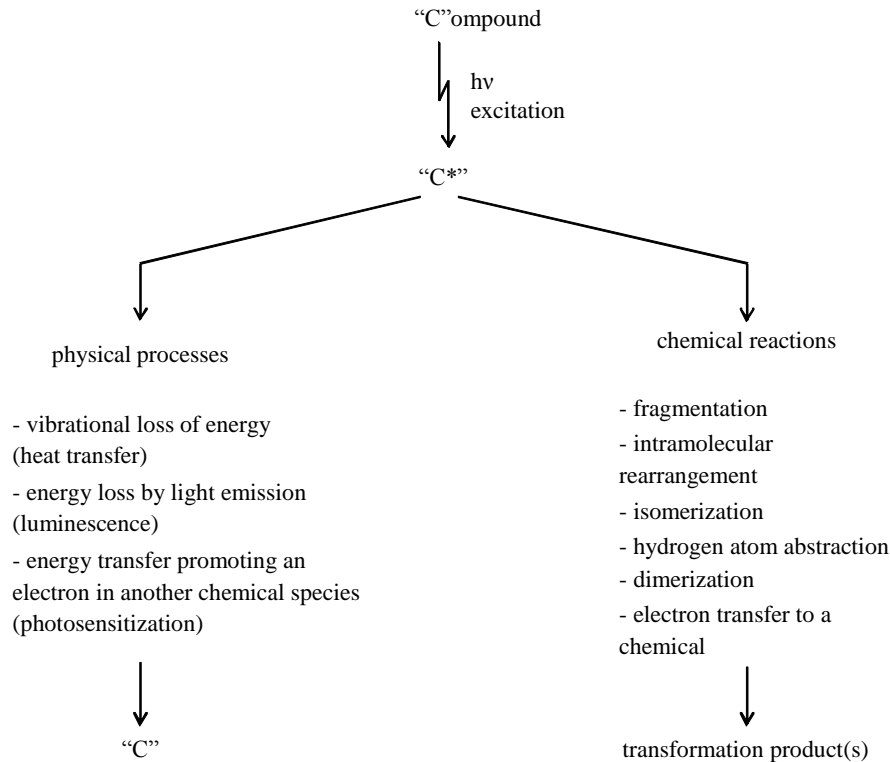 “C”ompound
hν
excitation
“C*”
physical processes
- vibrational loss of energy
(heat transfer)
- energy loss by light emission
(luminescence)
- energy transfer promoting an
electron in another chemical species
(photosensitization)
“C”
chemical reactions
- fragmentation
- intramolecular
rearrangement
- isomerization
- hydrogen atom abstraction
- dimerization
- electron transfer to a
chemical
transformation product(s)